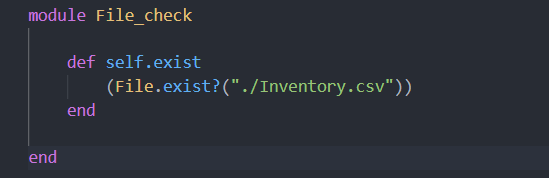 module File_check
def self.exist
(File.exist?("./Inventory.csv"))
end
end